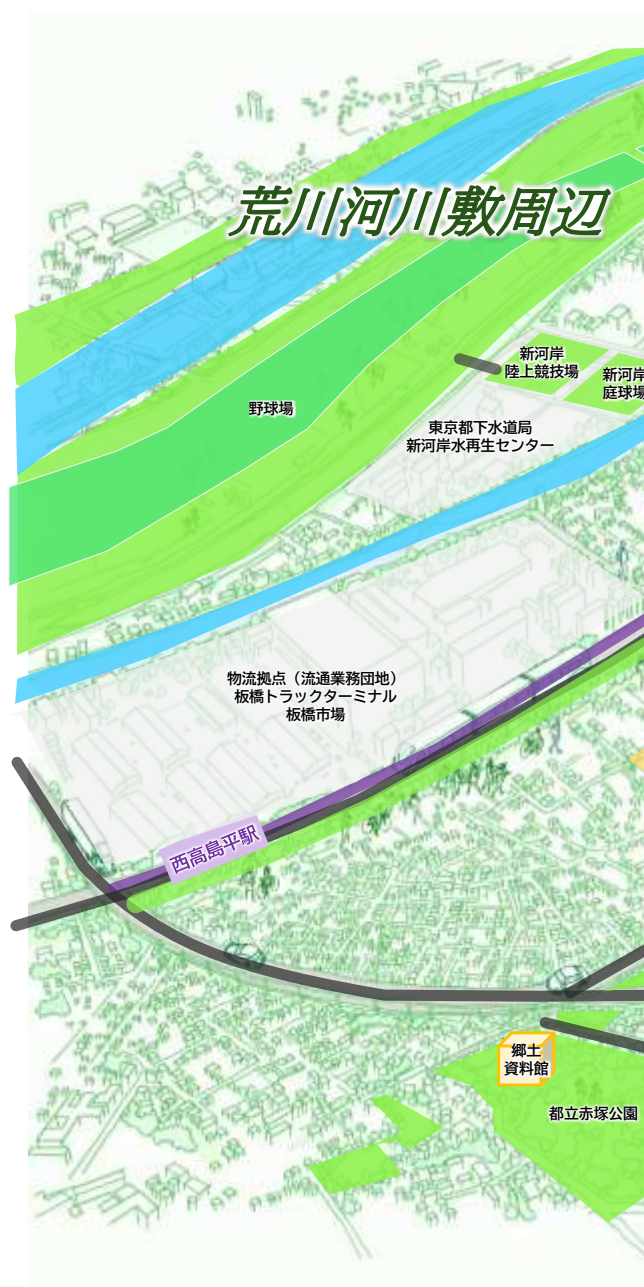 荒川河川敷周辺
新河岸
陸上競技場
新河岸
庭球場
野球場
東京都下水道局
新河岸水再生センター
物流拠点（流通業務団地）
板橋トラックターミナル
板橋市場
西高島平駅
郷土
資料館
都立赤塚公園